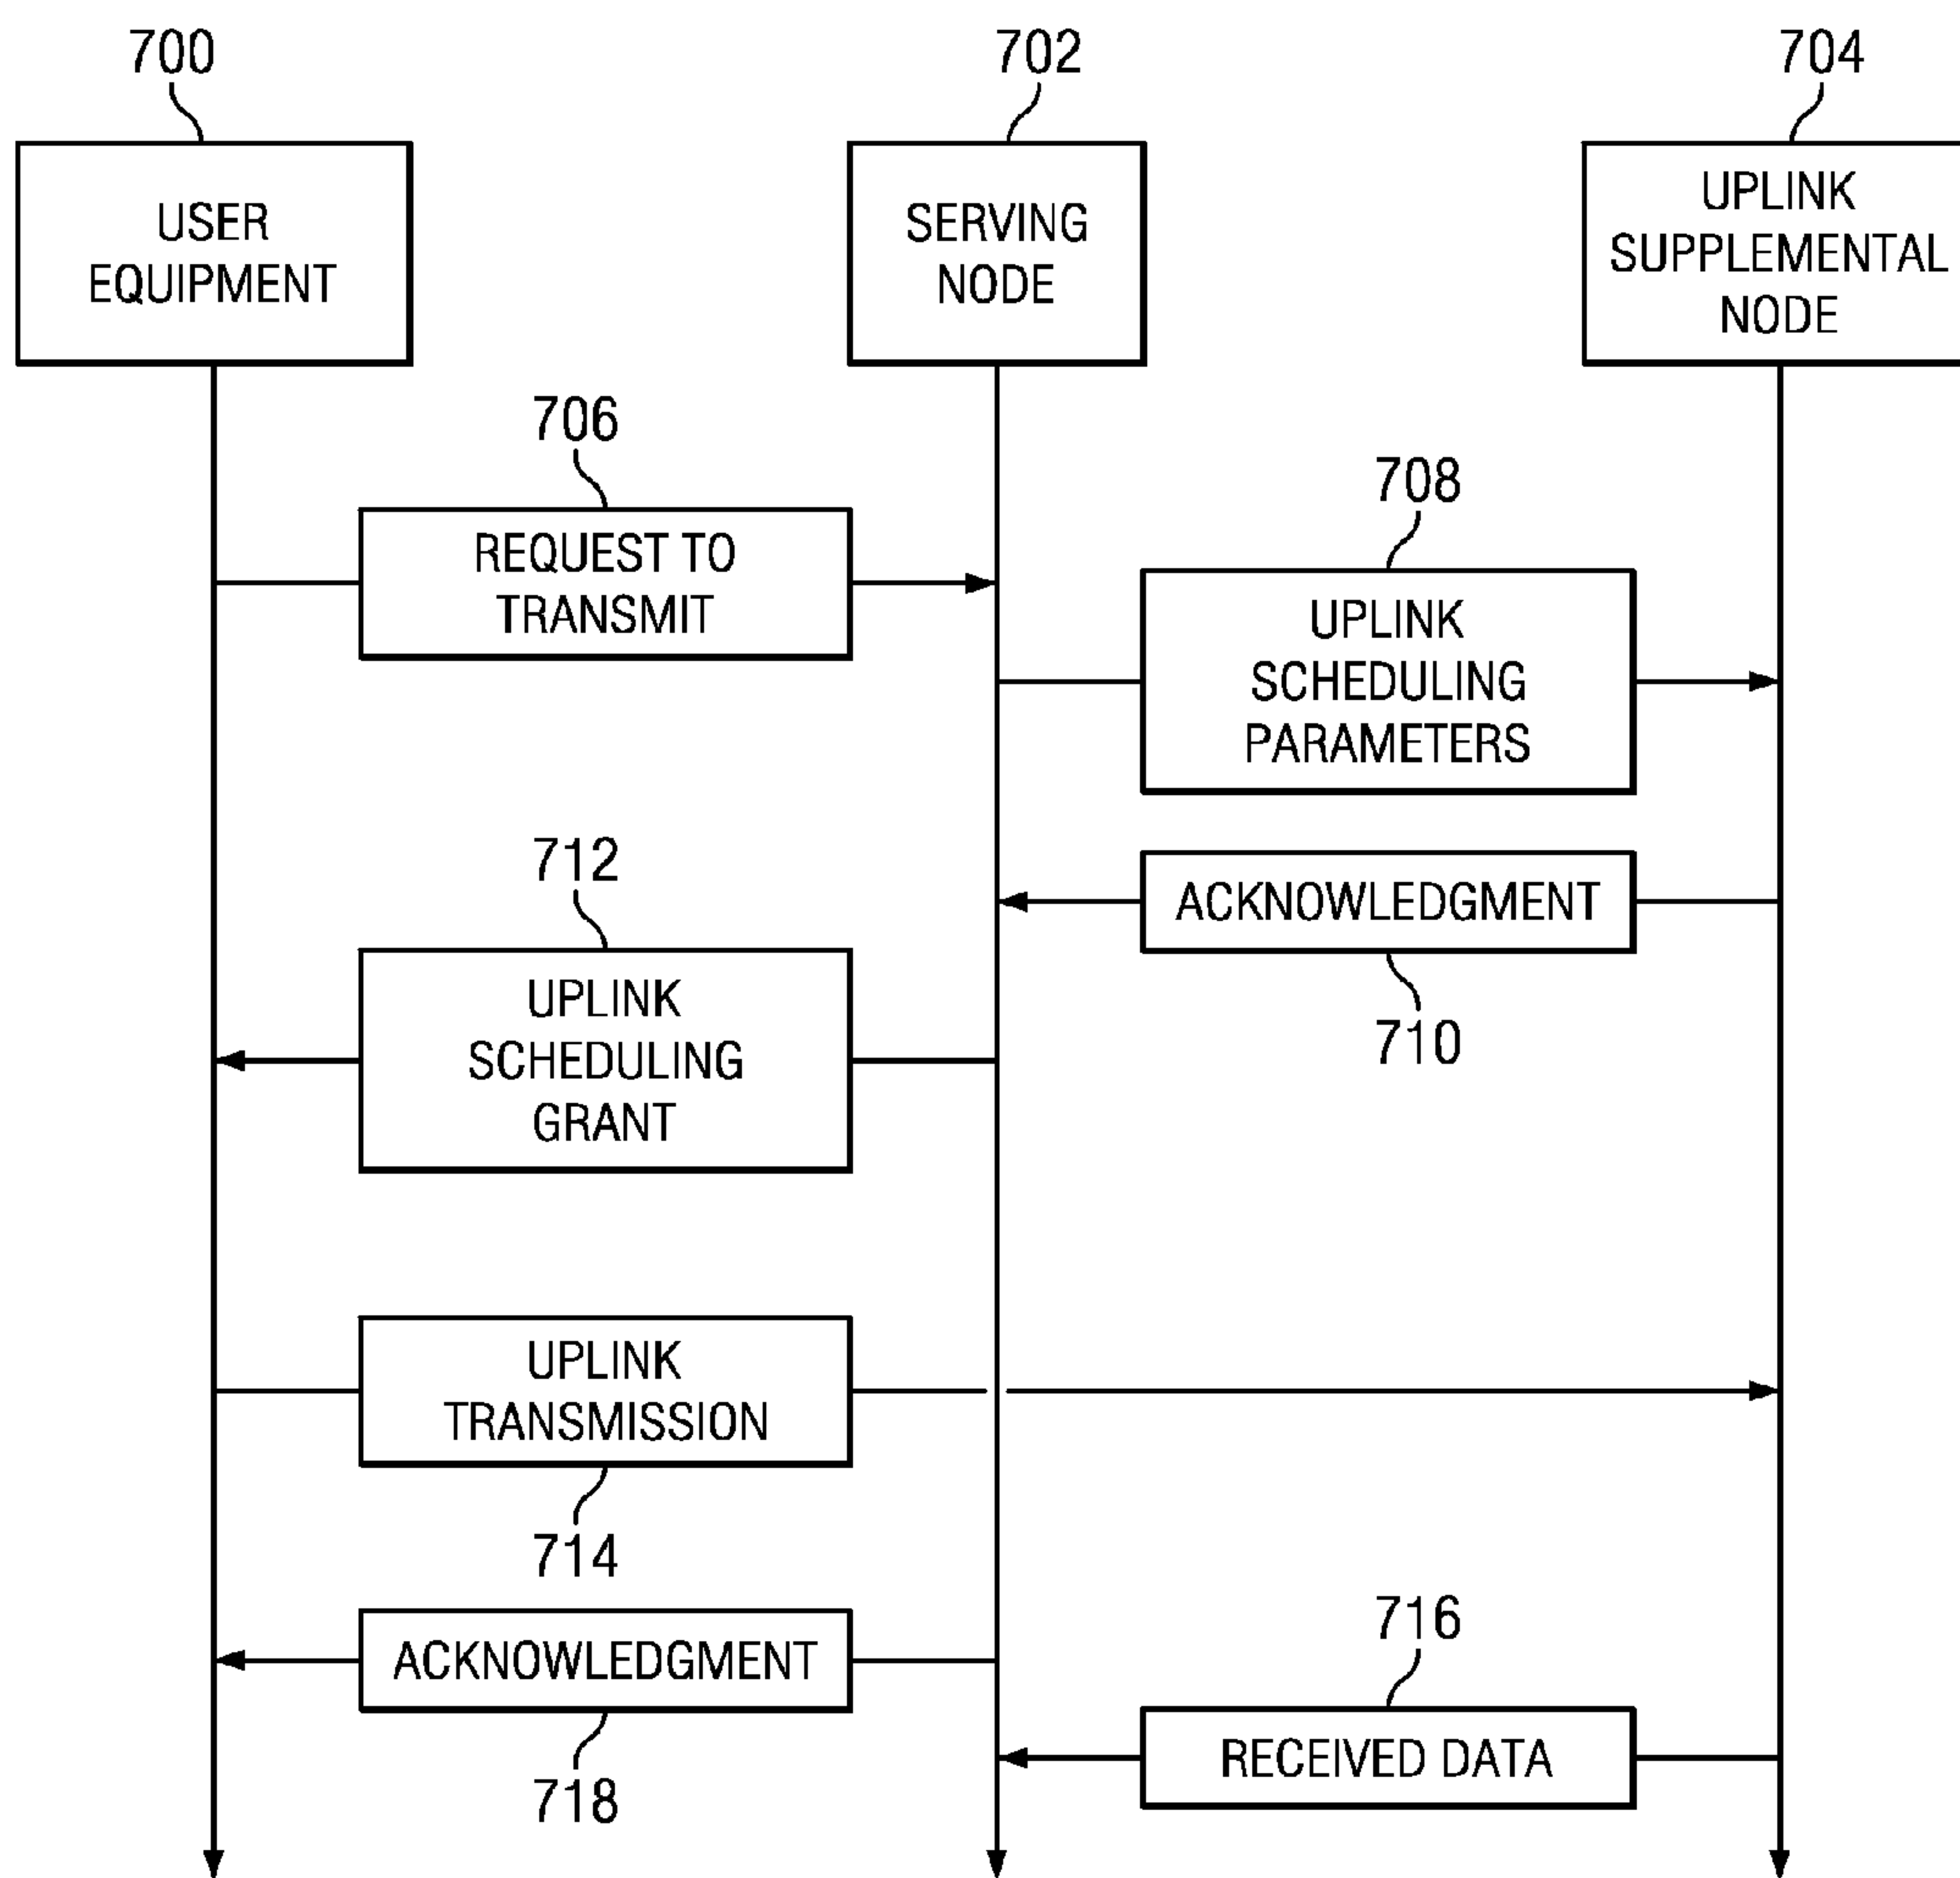 700
702
704
USER
EQUIPMENT
SERVING
NODE
UPLINK
SUPPLEMENTAL
NODE
706
REQUEST TO
TRANSMIT
708
UPLINK
SCHEDULING
PARAMETERS
ACKNOWLEDGMENT
710
712
UPLINK
SCHEDULING
GRANT
UPLINK
TRANSMISSION
714
716
ACKNOWLEDGMENT
718
RECEIVED DATA